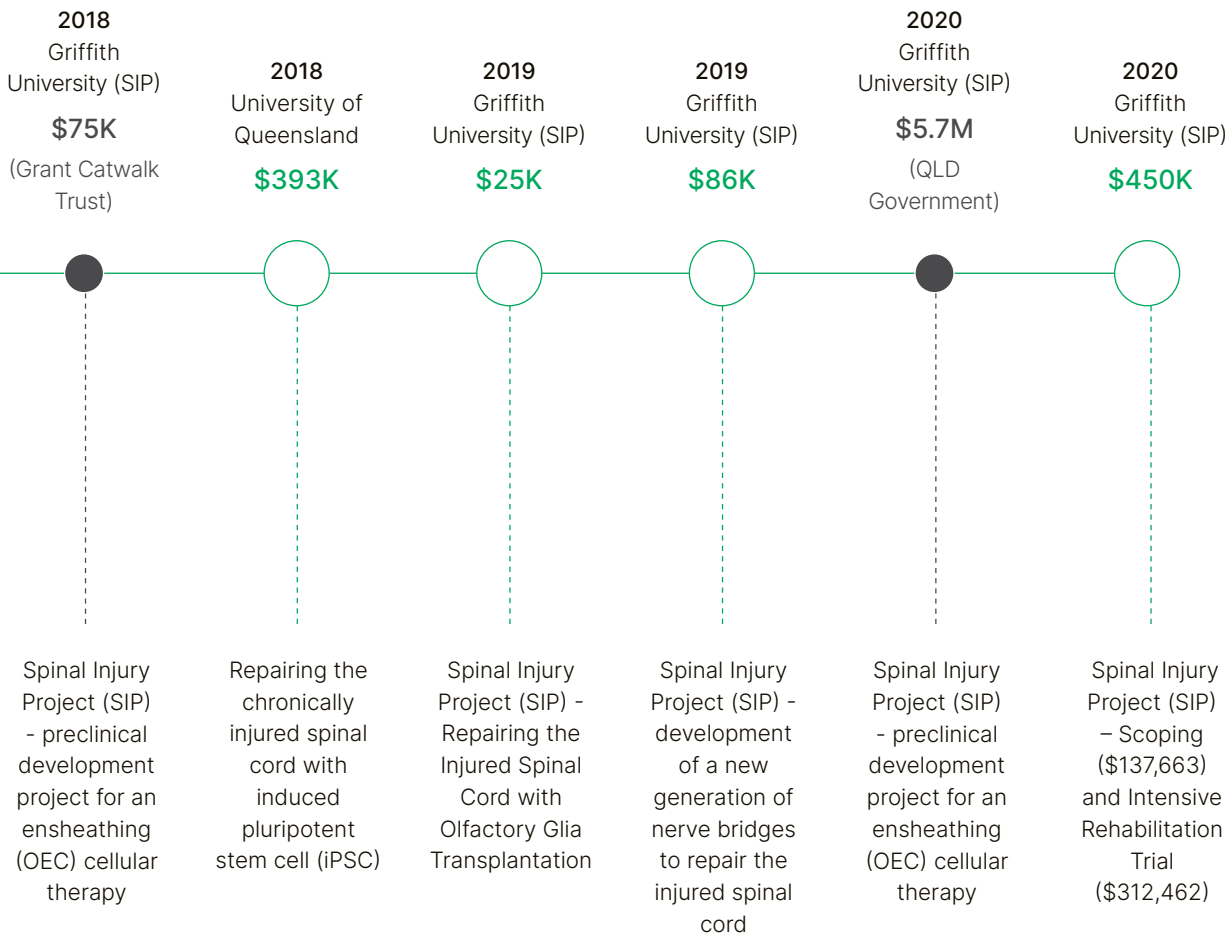 2018
Griffith
University (SIP)
$75K
(Grant Catwalk
Trust)
2018
University of
Queensland
$393K
2019
Griffith
University (SIP)
$25K
2019
Griffith
University (SIP)
$86K
2020
Griffith
University (SIP)
$5.7M
(QLD
Government)
2020
Griffith
University (SIP)
$450K
Spinal Injury
Project (SIP)
- preclinical
development
project for an
ensheathing
(OEC) cellular
therapy
Repairing the
chronically
injured spinal
cord with
induced
pluripotent
stem cell (iPSC)
Spinal Injury
Project (SIP) -
Repairing the
Injured Spinal
Cord with
Olfactory Glia
Transplantation
Spinal Injury
Project (SIP) -
development
of a new
generation of
nerve bridges
to repair the
injured spinal
cord
Spinal Injury
Project (SIP)
- preclinical
development
project for an
ensheathing
(OEC) cellular
therapy
Spinal Injury
Project (SIP)
– Scoping
($137,663)
and Intensive
Rehabilitation
Trial
($312,462)